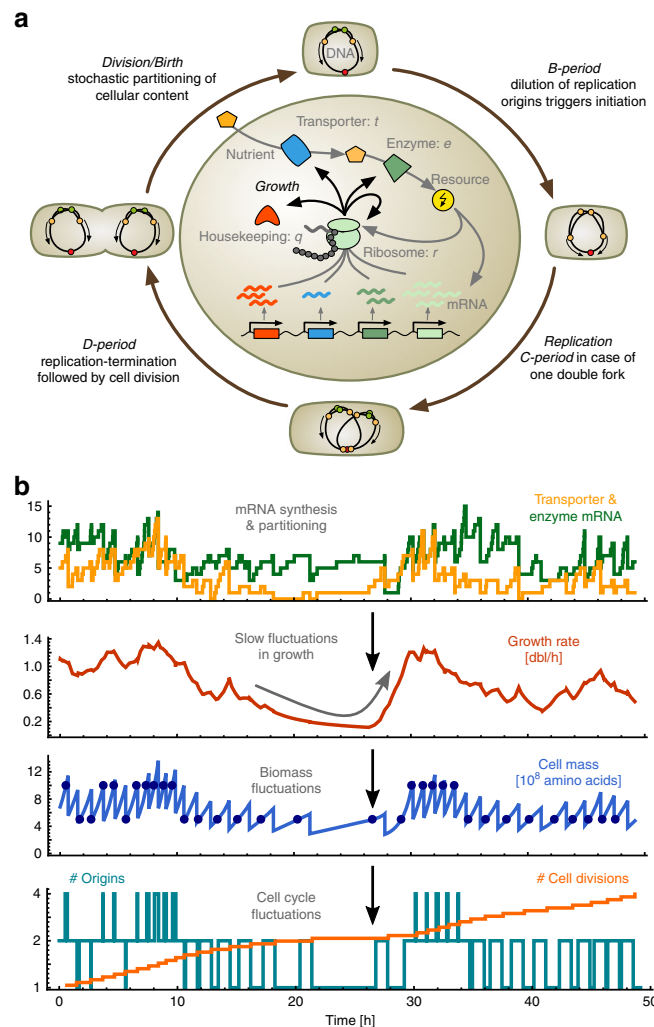 a
DNA
Division/Birth
stochastic partitioning of
cellular content
B-period
dilution of replication
origins triggers initiation
Transporter: t
Enzyme: e
Nutrient
Resource
Growth
Housekeeping: q
Ribosome: r
mRNA
D-period
replication-termination
followed by cell division
Replication
C-period in case of
one double fork
b
15
10
5
0
mRNA synthesis
& partitioning
Transporter &
enzyme mRNA
1.4
1.0
0.6
0.2
Slow fluctuations
in growth
Growth rate
[dbl/h]
12
8
4
0
Biomass
fluctuations
Cell mass
[10⁸ amino acids]
# Origins
Cell cycle
fluctuations
# Cell divisions
4
2
1
0
10
20
30
40
50
Time [h]